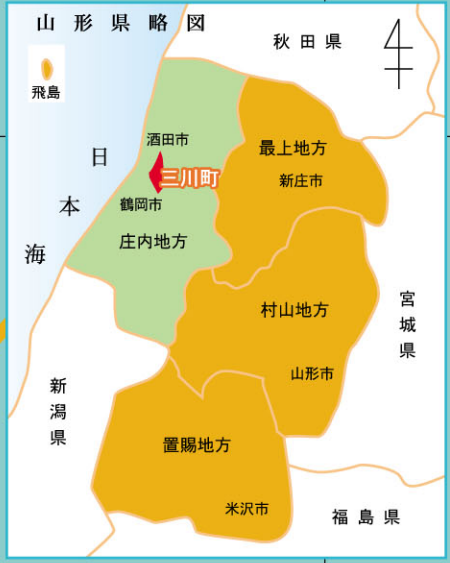 山形県略図
秋田県
飛島
酒田市
最上地方
日本海
三川町
新庄市
鶴岡市
庄内地方
宮城県
村山地方
山形市
新潟県
置賜地方
米沢市
福島県